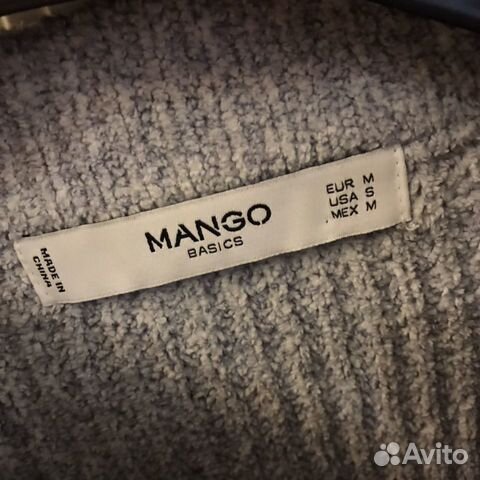 MANGO
BASICS
EUR M
USA S
MEX M
MADE IN
CHINA
Avito